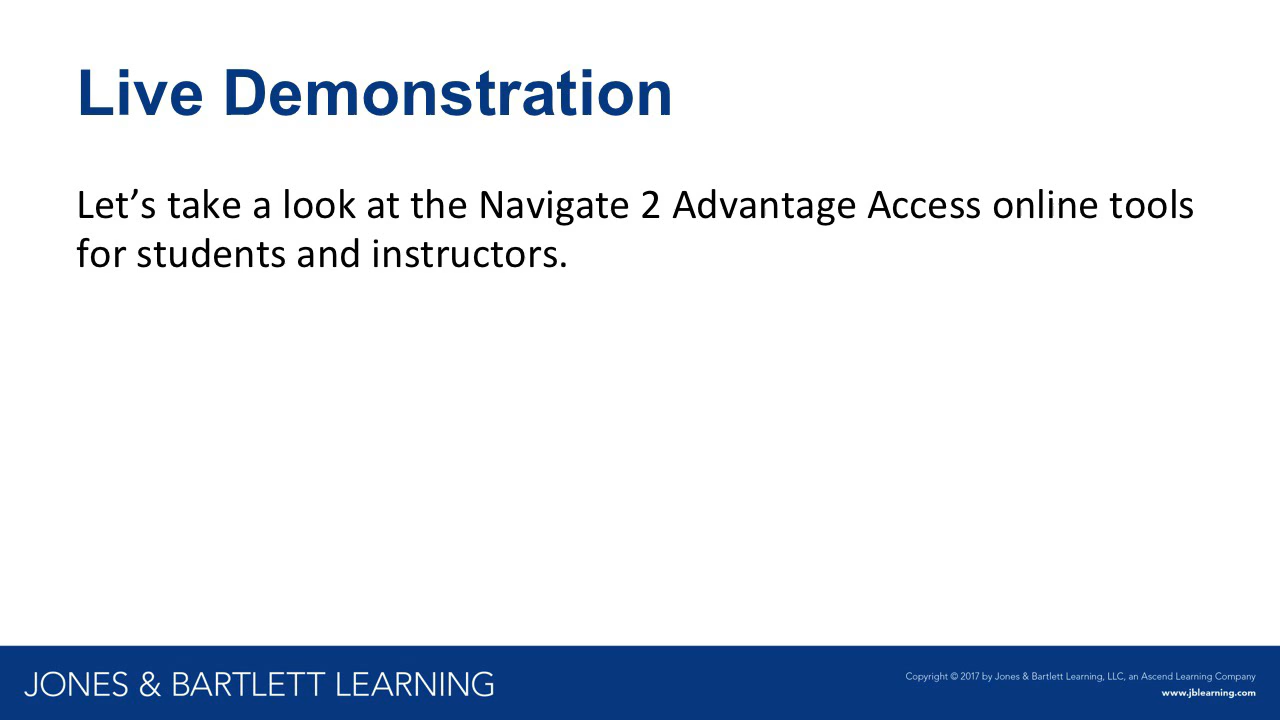 Live Demonstration
Let’s take a look at the Navigate 2 Advantage Access online tools
for students and instructors.
JONES & BARTLETT LEARNING
Copyright © 2017 by Jones & Bartlett Learning, LLC, an Ascend Learning Company
www.jblearning.com